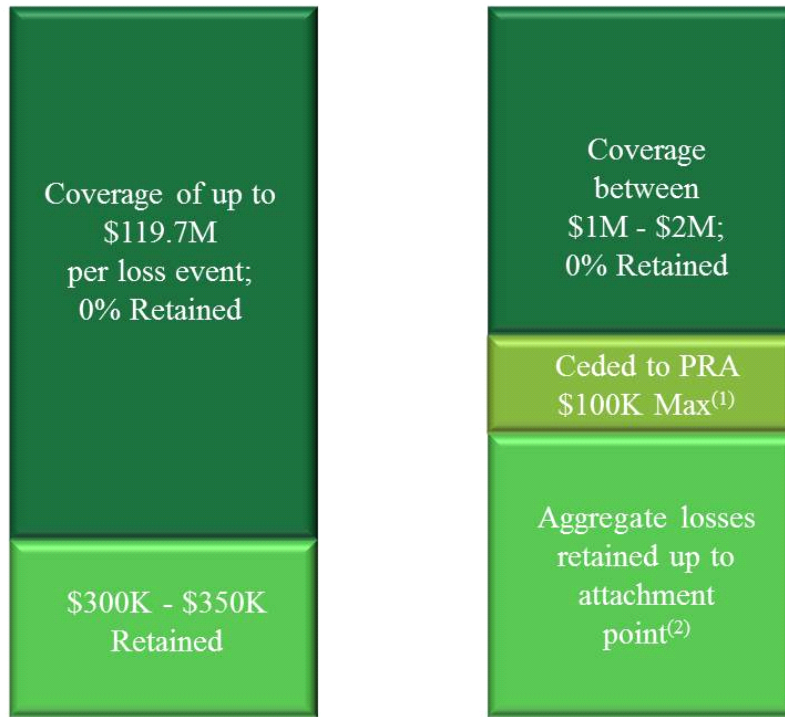 Coverage of up to
$119.7M
per loss event;
0% Retained
$300K - $350K
Retained
Coverage
between
$1M - $2M;
0% Retained
Ceded to PRA
$100K Max(1)
Aggregate losses
retained up to
attachment
point(2)